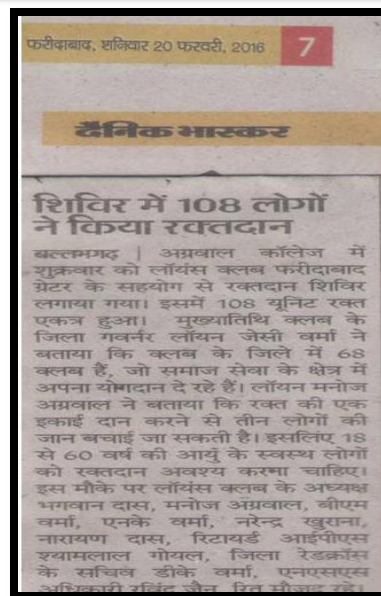 फरीदाबाद, शनिवार 20 फरवरी, 2016 7
दैनिक भास्कर
शिविर में 108 लोगों
ने किया रक्तदान
बल्लभगढ़ | अग्रवाल कॉलेज में
शुक्रवार को लॉयंस क्लब फरीदाबाद
ग्रेटर के सहयोग से रक्तदान शिविर
लगाया गया। इसमें 108 यूनिट रक्त
एकत्र हुआ। मुख्यातिथि क्लब के
जिला गवर्नर लॉयन जेसी वर्मा ने
बताया कि क्लब के जिले में 68
क्लब हैं, जो समाज सेवा के क्षेत्र में
अपना योगदान दे रहे हैं। लॉयन मनोज
अग्रवाल ने बताया कि रक्त की एक
इकाई दान करने से तीन लोगों की
जान बचाई जा सकती है। इसलिए 18
से 60 वर्ष की आयु के स्वस्थ लोगों
को रक्तदान अवश्य करना चाहिए।
इस मौके पर लॉयंस क्लब के अध्यक्ष
भगवान दास, मनोज अग्रवाल, बीएम
वर्मा, एनके वर्मा, नरेन्द्र खुराना,
नारायण दास, रिटायर्ड आईपीएस
श्यामलाल गोयल, जिला रेडक्रॉस
के सचिव डीके वर्मा, एनएसएस
अधिकारी रविंद्र जैन, रितु मौजूद रहे।